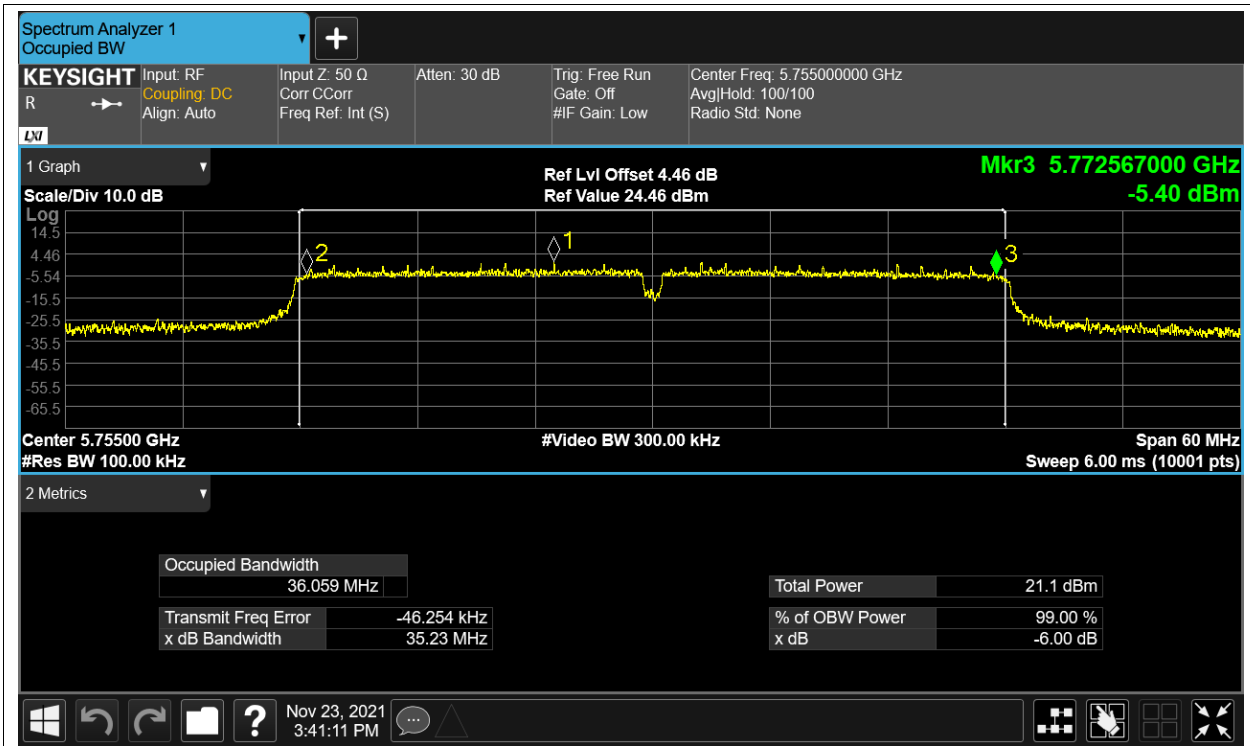 Spectrum Analyzer 1
Occupied BW
KEYSIGHT
R
LXI
Input: RF
Coupling: DC
Align: Auto
Input Z: 50 Ω
Corr CCorr
Freq Ref: Int (S)
Atten: 30 dB
Trig: Free Run
Gate: Off
#IF Gain: Low
Center Freq: 5.755000000 GHz
Avg|Hold: 100/100
Radio Std: None
1 Graph
Scale/Div 10.0 dB
Ref Lvl Offset 4.46 dB
Ref Value 24.46 dBm
Mkr3 5.772567000 GHz
-5.40 dBm
Log
14.5
4.46
-5.54
-15.5
-25.5
-35.5
-45.5
-55.5
-65.5
2
1
3
Center 5.75500 GHz
#Res BW 100.00 kHz
#Video BW 300.00 kHz
Span 60 MHz
Sweep 6.00 ms (10001 pts)
2 Metrics
Occupied Bandwidth
36.059 MHz
Transmit Freq Error -46.254 kHz
x dB Bandwidth 35.23 MHz
Total Power 21.1 dBm
% of OBW Power 99.00 %
x dB -6.00 dB
?
Nov 23, 2021
3:41:11 PM